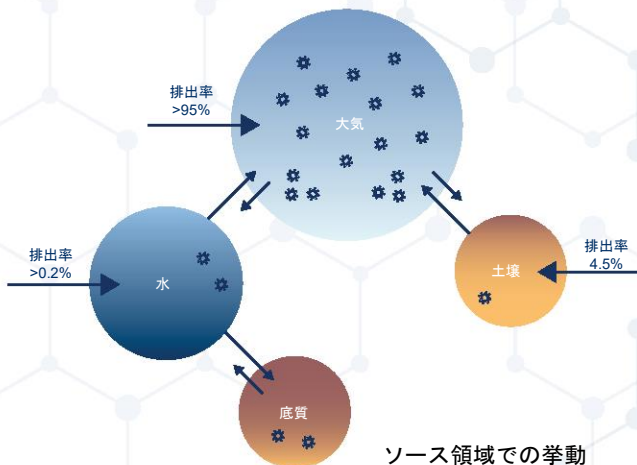 排出率
>95%
大気
排出率
>0.2%
水
土壌
排出率
4.5%
底質
ソース領域での挙動